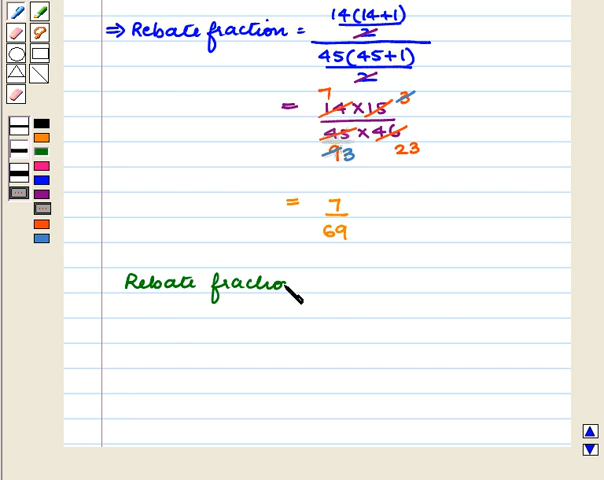 14(14+1)
⇒ Rebate fraction = 2
45(45+1)
2
7 3
= 14×15
45×46
9 3 23
= 7
69
Rebate fractio